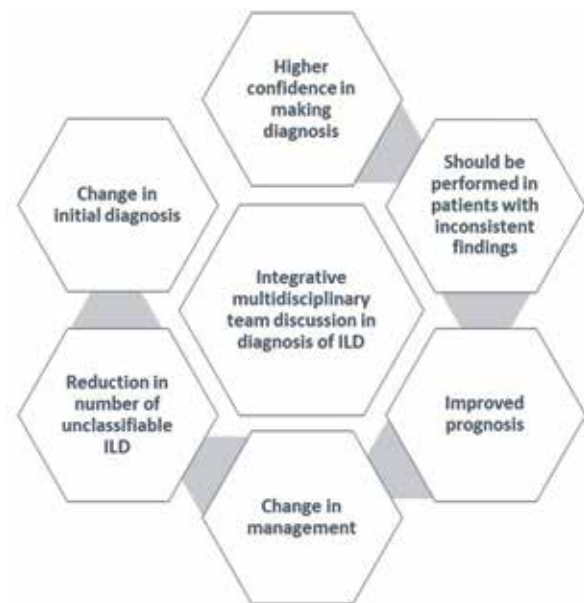 Higher
confidence in
making
diagnosis
Should be
performed in
patients with
inconsistent
findings
Improved
prognosis
Change in
management
Reduction in
number of
unclassifiable
ILD
Change in
initial diagnosis
Integrative
multidisciplinary
team discussion in
diagnosis of ILD